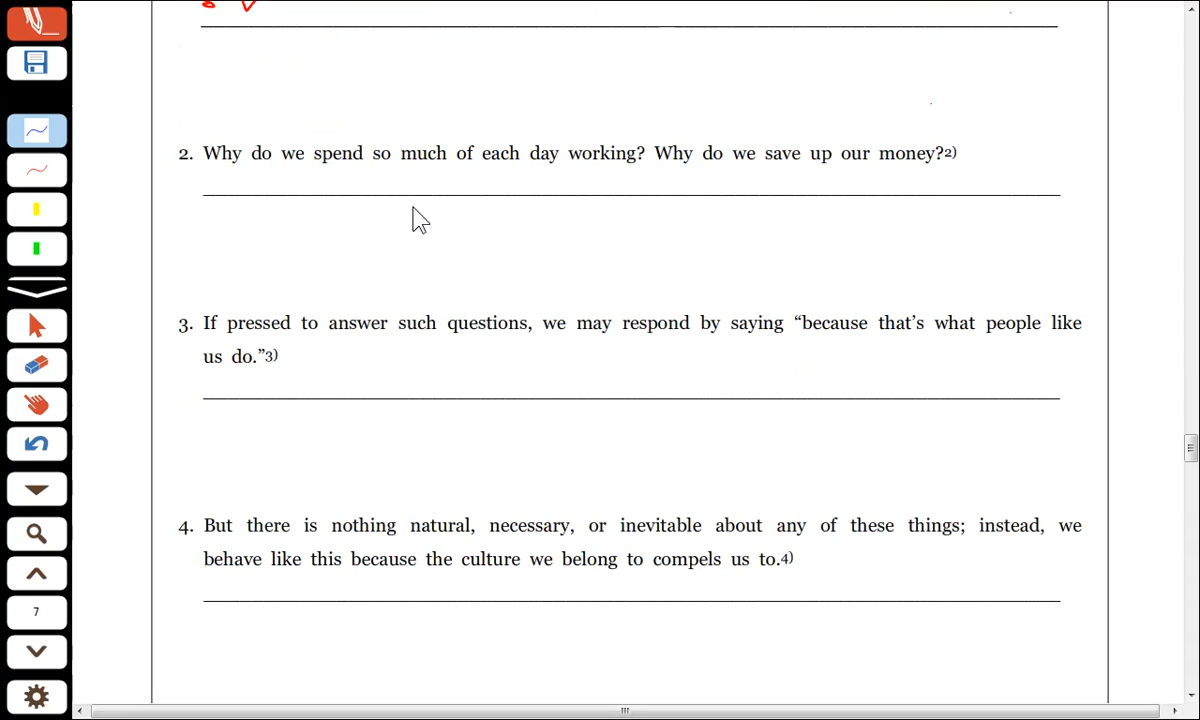 2. Why do we spend so much of each day working? Why do we save up our money?2)
3. If pressed to answer such questions, we may respond by saying “because that’s what people like
us do.”3)
4. But there is nothing natural, necessary, or inevitable about any of these things; instead, we
behave like this because the culture we belong to compels us to.4)
7